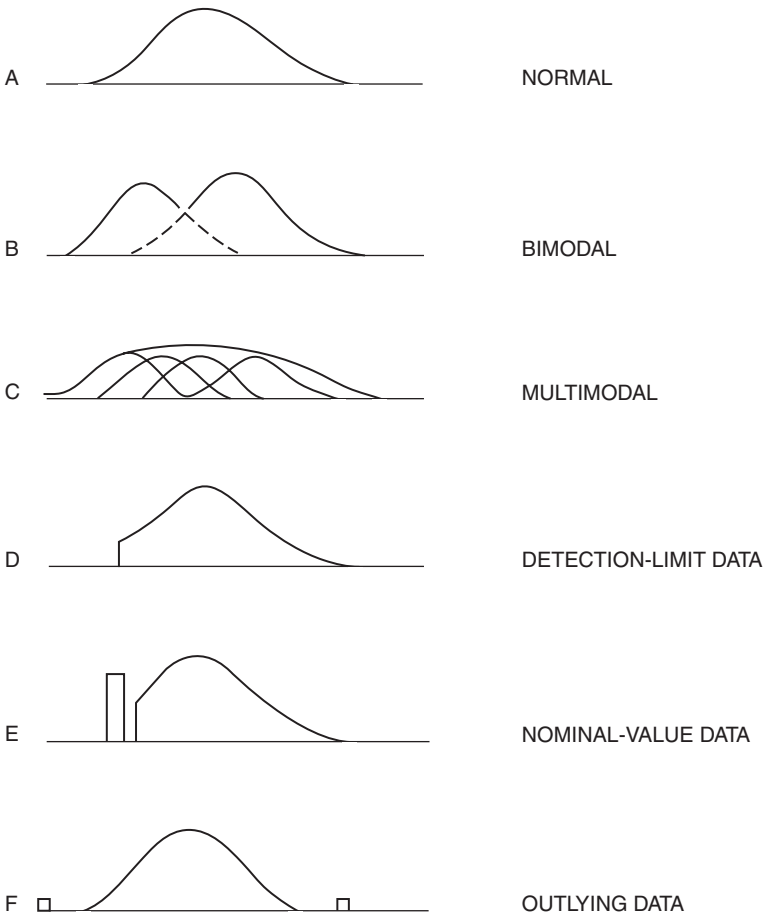 A NORMAL
B BIMODAL
C MULTIMODAL
D DETECTION-LIMIT DATA
E NOMINAL-VALUE DATA
F OUTLYING DATA